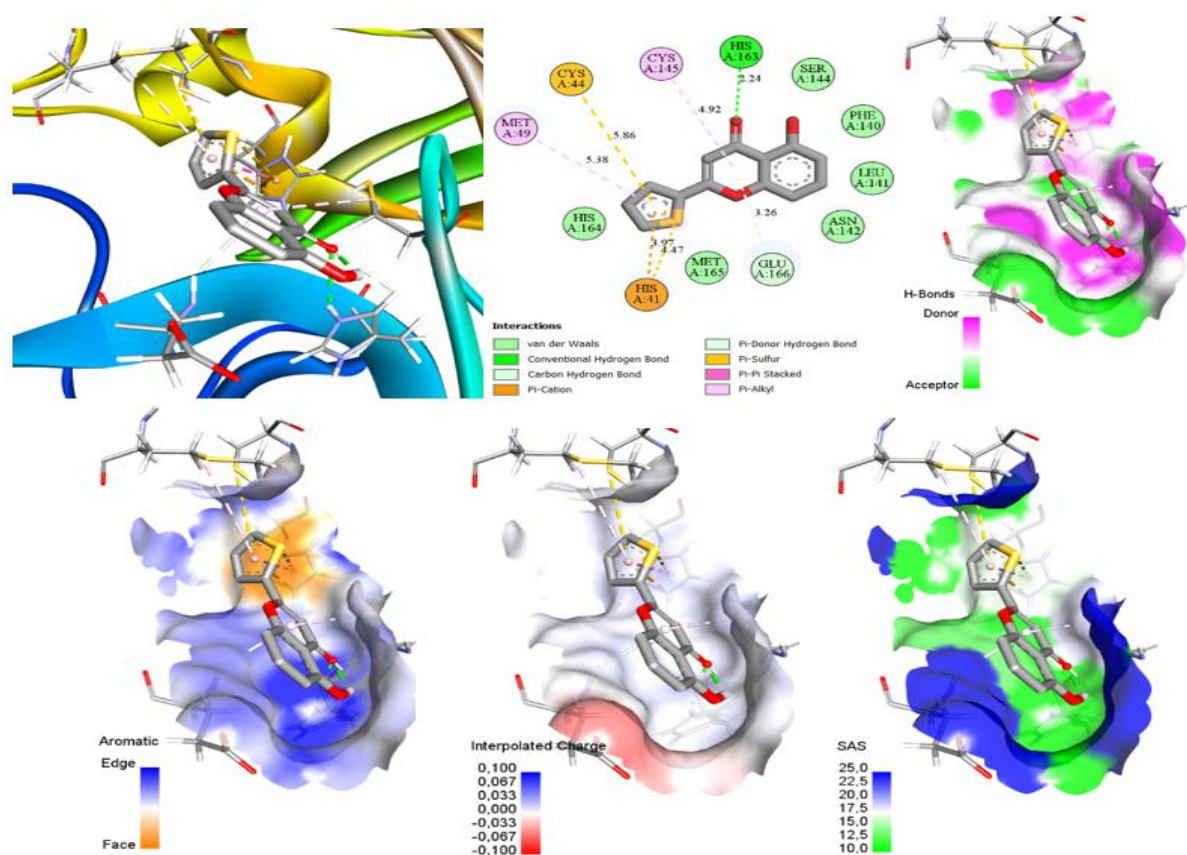 HIS
A:163
CYS
A:145
SER
A:144
CYS
A:44
2.24
4.92
PHE
A:140
MET
A:49
5.86
5.38
LEU
A:141
3.26
HIS
A:164
ASN
A:142
3.97
4.47
MET
A:165
GLU
A:166
HIS
A:41
Interactions
van der Waals
Conventional Hydrogen Bond
Carbon Hydrogen Bond
Pi-Cation
Pi-Donor Hydrogen Bond
Pi-Sulfur
Pi-Pi Stacked
Pi-Alkyl
H-Bonds
Donor
Acceptor
Aromatic
Edge
Face
Interpolated Charge
0,100
0,067
0,033
0,000
-0,033
-0,067
-0,100
SAS
25,0
22,5
20,0
17,5
15,0
12,5
10,0